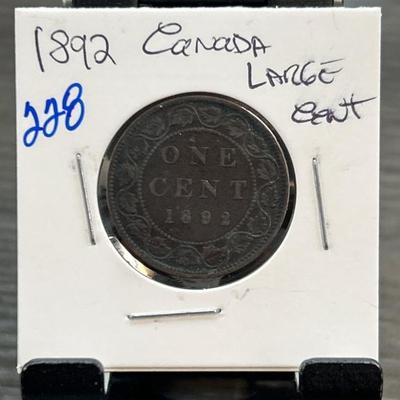 1892 Canada
Large
Cent
228
ONE
CENT
1892